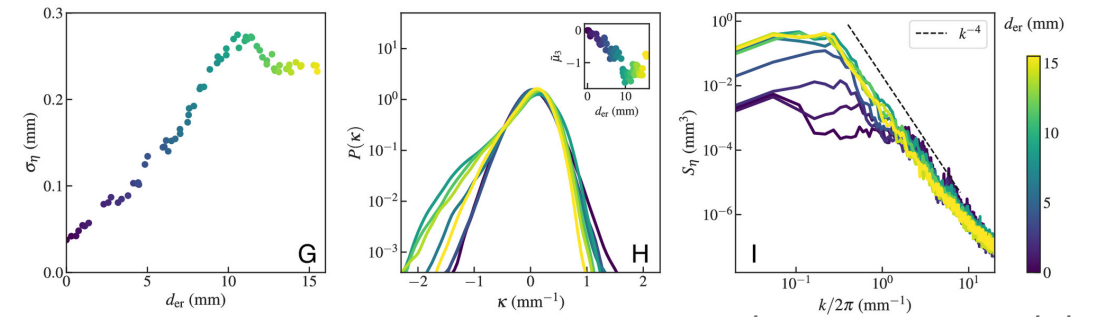 0.3
0.2
0.1
0.0
σ_η (mm)
0 5 10 15
d_er (mm)
G
10^1
10^0
10^−1
10^−2
10^−3
P(κ)
−2 −1 0 1 2
κ (mm^−1)
H
0
−1
μ̃_3
0 10
d_er (mm)
10^0
10^−2
10^−4
10^−6
S_η (mm^3)
10^−1 10^0 10^1
k/2π (mm^−1)
I
k^−4
d_er (mm)
15
10
5
0